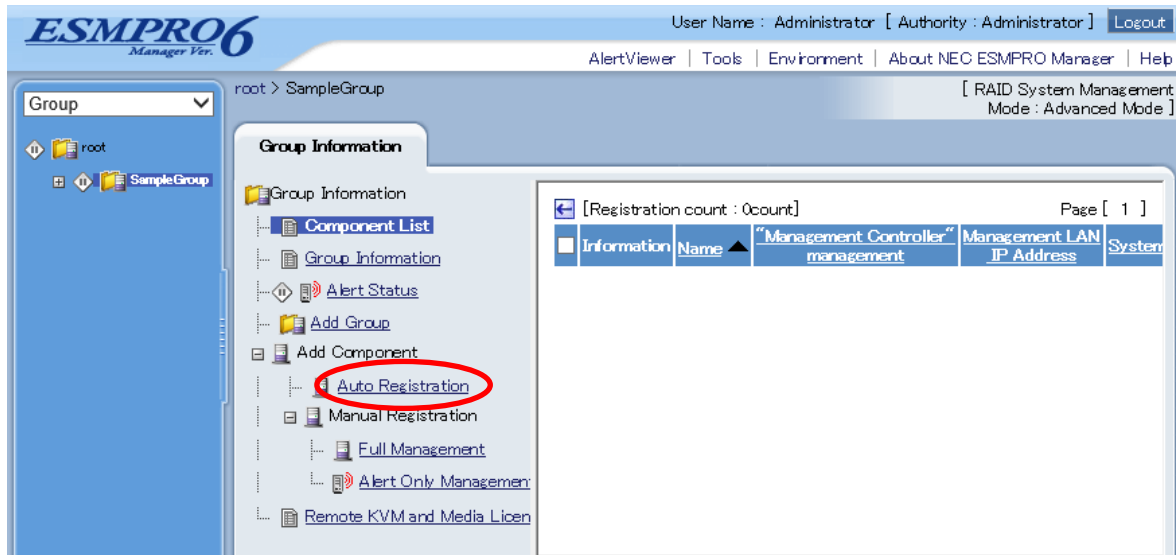 ESMPRO6
Manager Ver.
User Name : Administrator [ Authority : Administrator ] Logout
AlertViewer | Tools | Environment | About NEC ESMPRO Manager | Help
Group
root > SampleGroup
[ RAID System Management
Mode : Advanced Mode ]
root
SampleGroup
Group Information
Group Information
Component List
Group Information
Alert Status
Add Group
Add Component
Auto Registration
Manual Registration
Full Management
Alert Only Managemen
Remote KVM and Media Licen
[Registration count : 0count]
Page [ 1 ]
Information Name ▲ "Management Controller" management Management LAN IP Address System